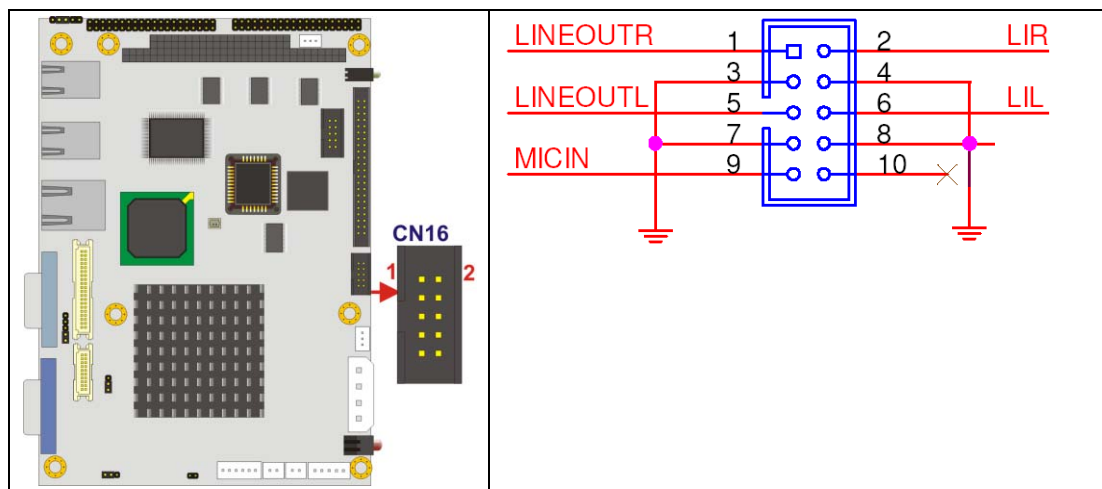 CN16
1 2
LINEOUTR 1 2 LIR
3 4
LINEOUTL 5 6 LIL
7 8
MICIN 9 10